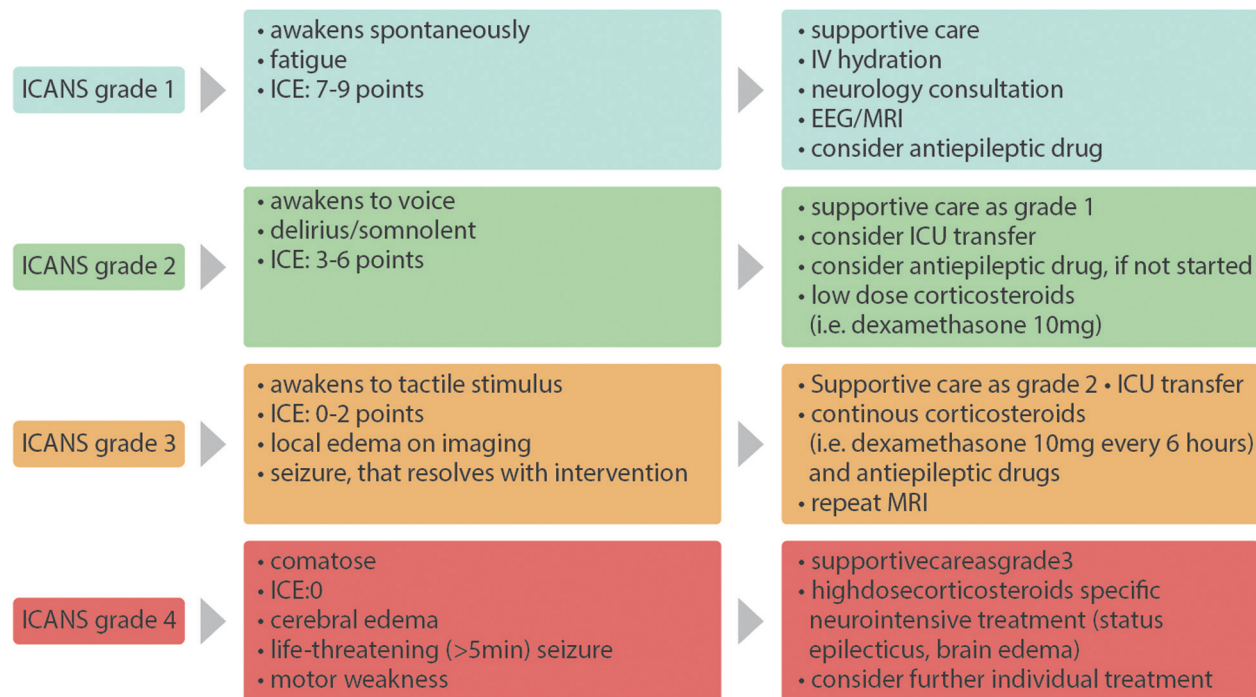 ICANS grade 1
• awakens spontaneously
• fatigue
• ICE: 7-9 points
• supportive care
• IV hydration
• neurology consultation
• EEG/MRI
• consider antiepileptic drug
ICANS grade 2
• awakens to voice
• delirius/somnolent
• ICE: 3-6 points
• supportive care as grade 1
• consider ICU transfer
• consider antiepileptic drug, if not started
• low dose corticosteroids
(i.e. dexamethasone 10mg)
ICANS grade 3
• awakens to tactile stimulus
• ICE: 0-2 points
• local edema on imaging
• seizure, that resolves with intervention
• Supportive care as grade 2 • ICU transfer
• continous corticosteroids
(i.e. dexamethasone 10mg every 6 hours)
and antiepileptic drugs
• repeat MRI
ICANS grade 4
• comatose
• ICE:0
• cerebral edema
• life-threatening (>5min) seizure
• motor weakness
• supportivecareasgrade3
• highdosecorticosteroids specific
neurointensive treatment (status
epilecticus, brain edema)
• consider further individual treatment